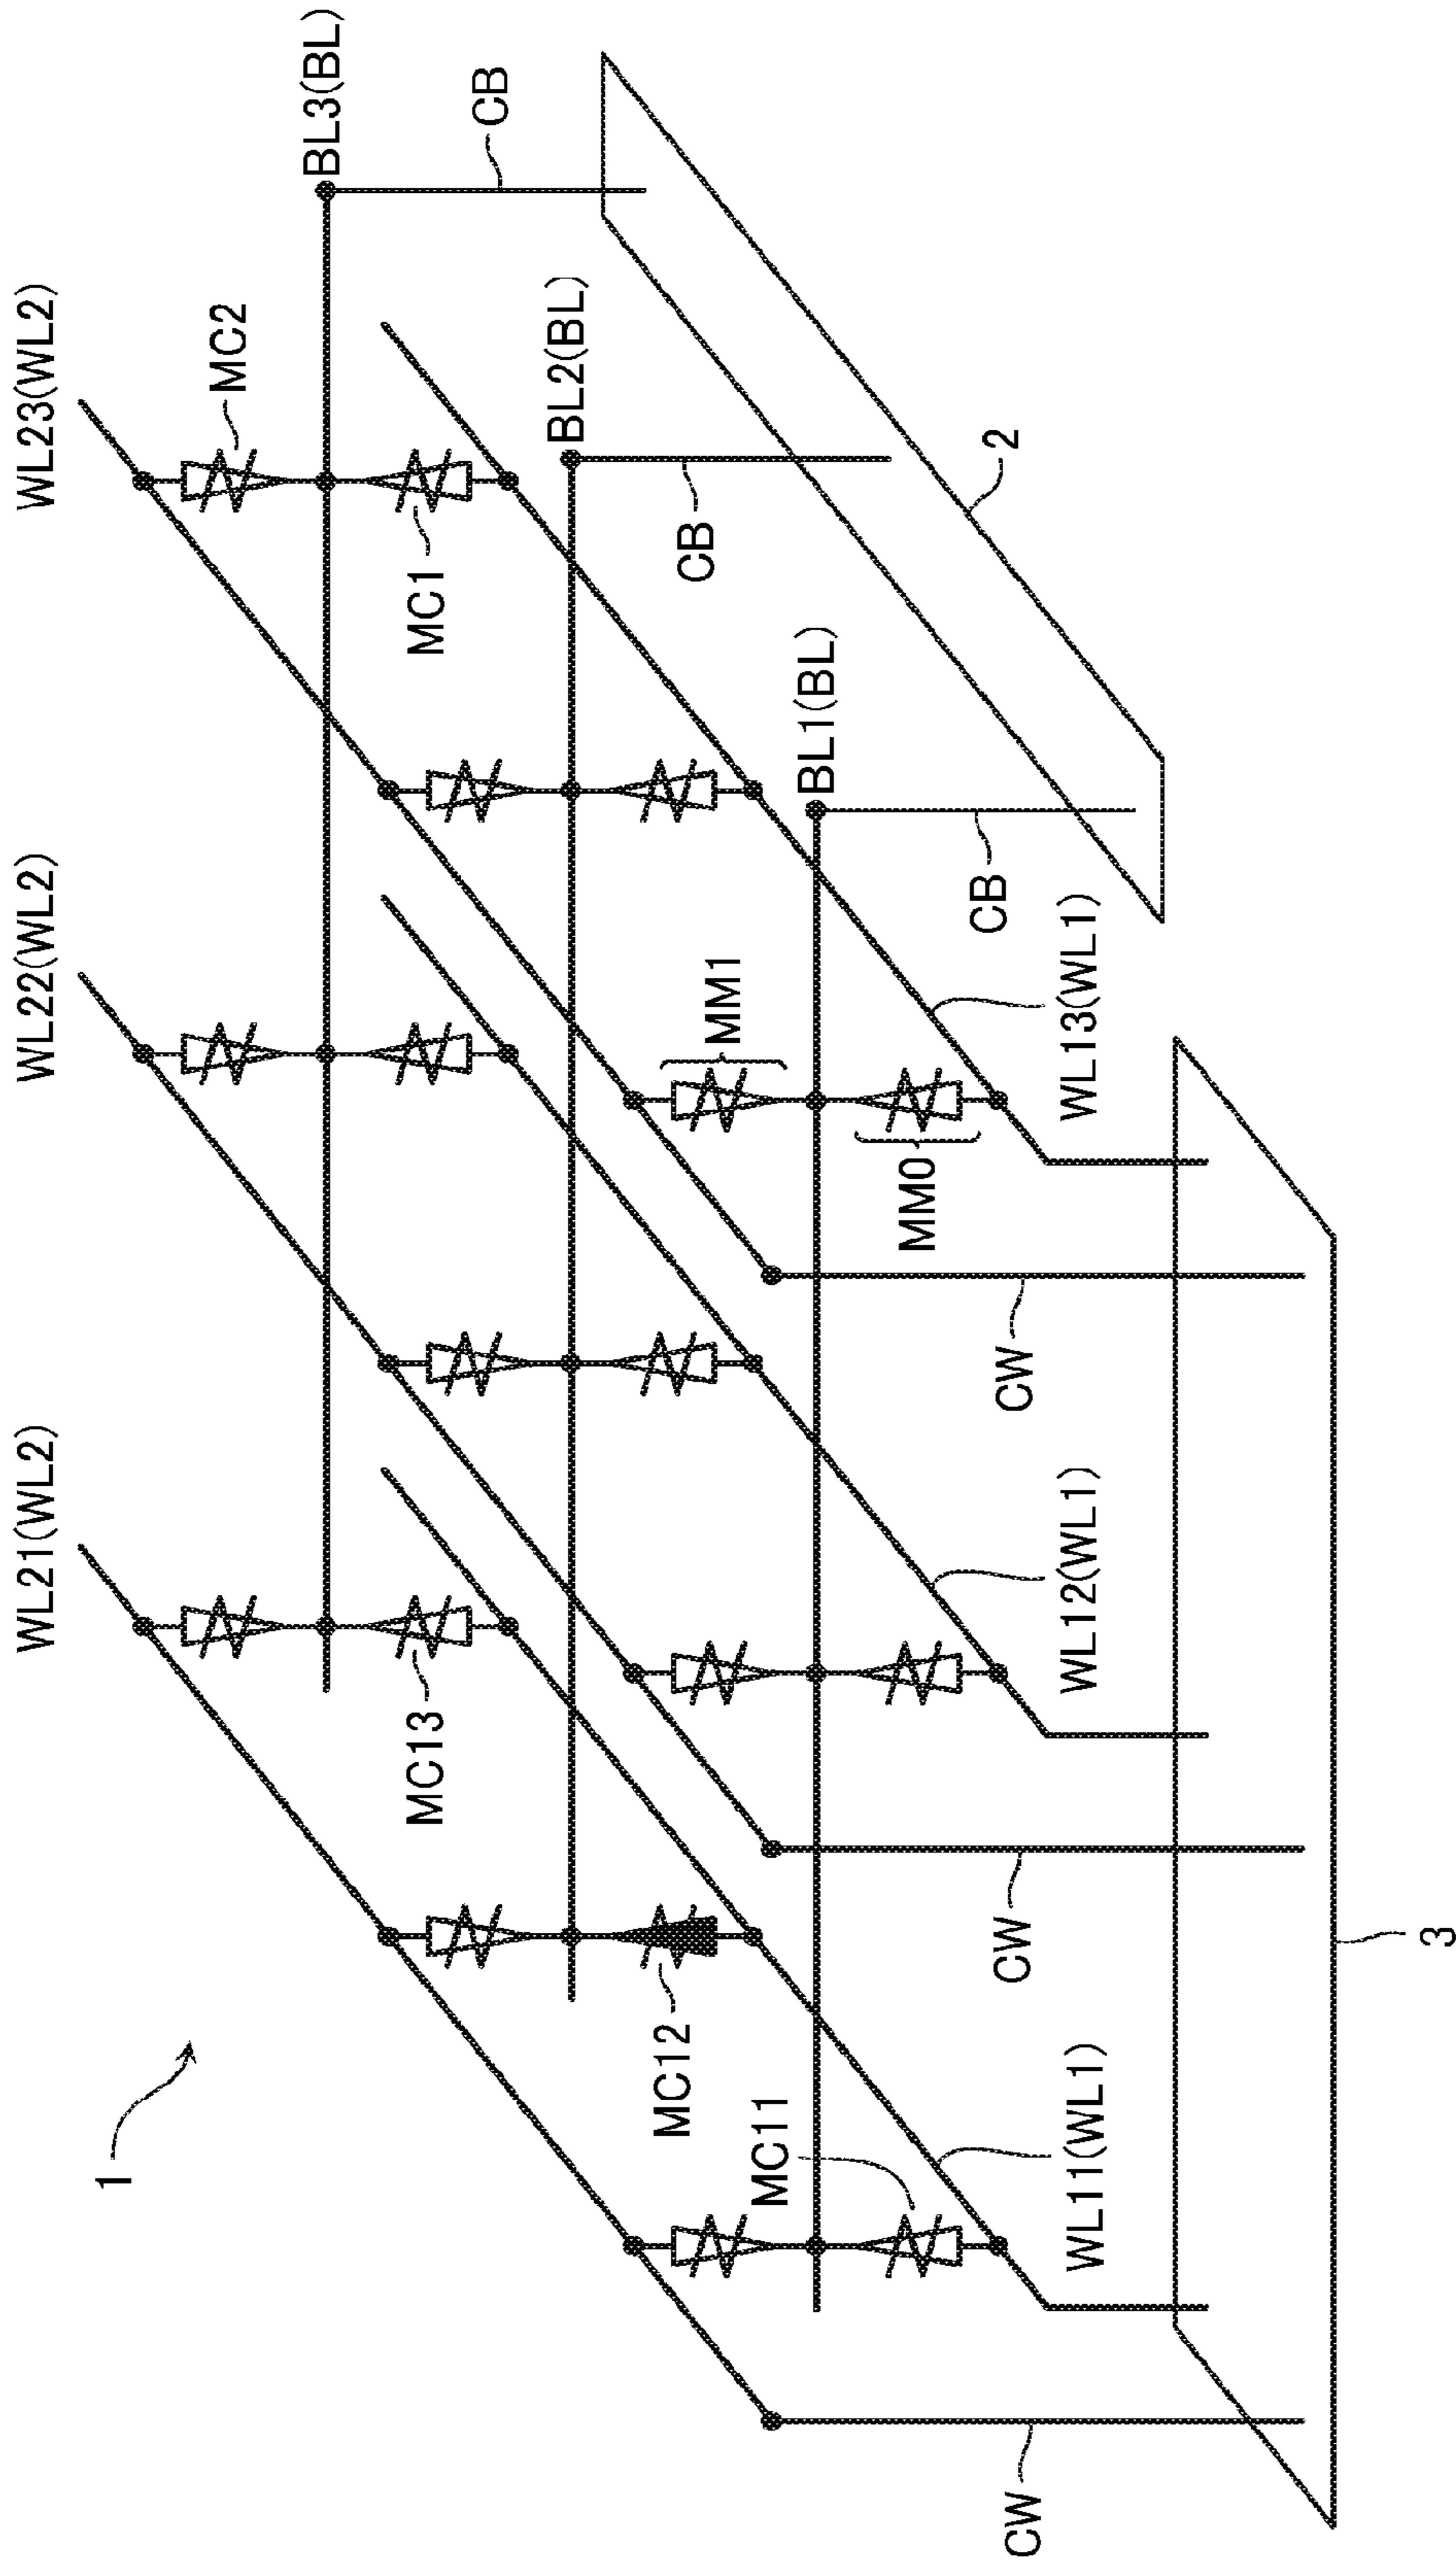 1
WL21(WL2)
WL22(WL2)
WL23(WL2)
MC2
BL3(BL)
MC13
MC1
CB
BL2(BL)
MC12
CB
MM1
BL1(BL)
MC11
MM0
CB
2
WL11(WL1)
WL12(WL1)
WL13(WL1)
CW
CW
CW
3